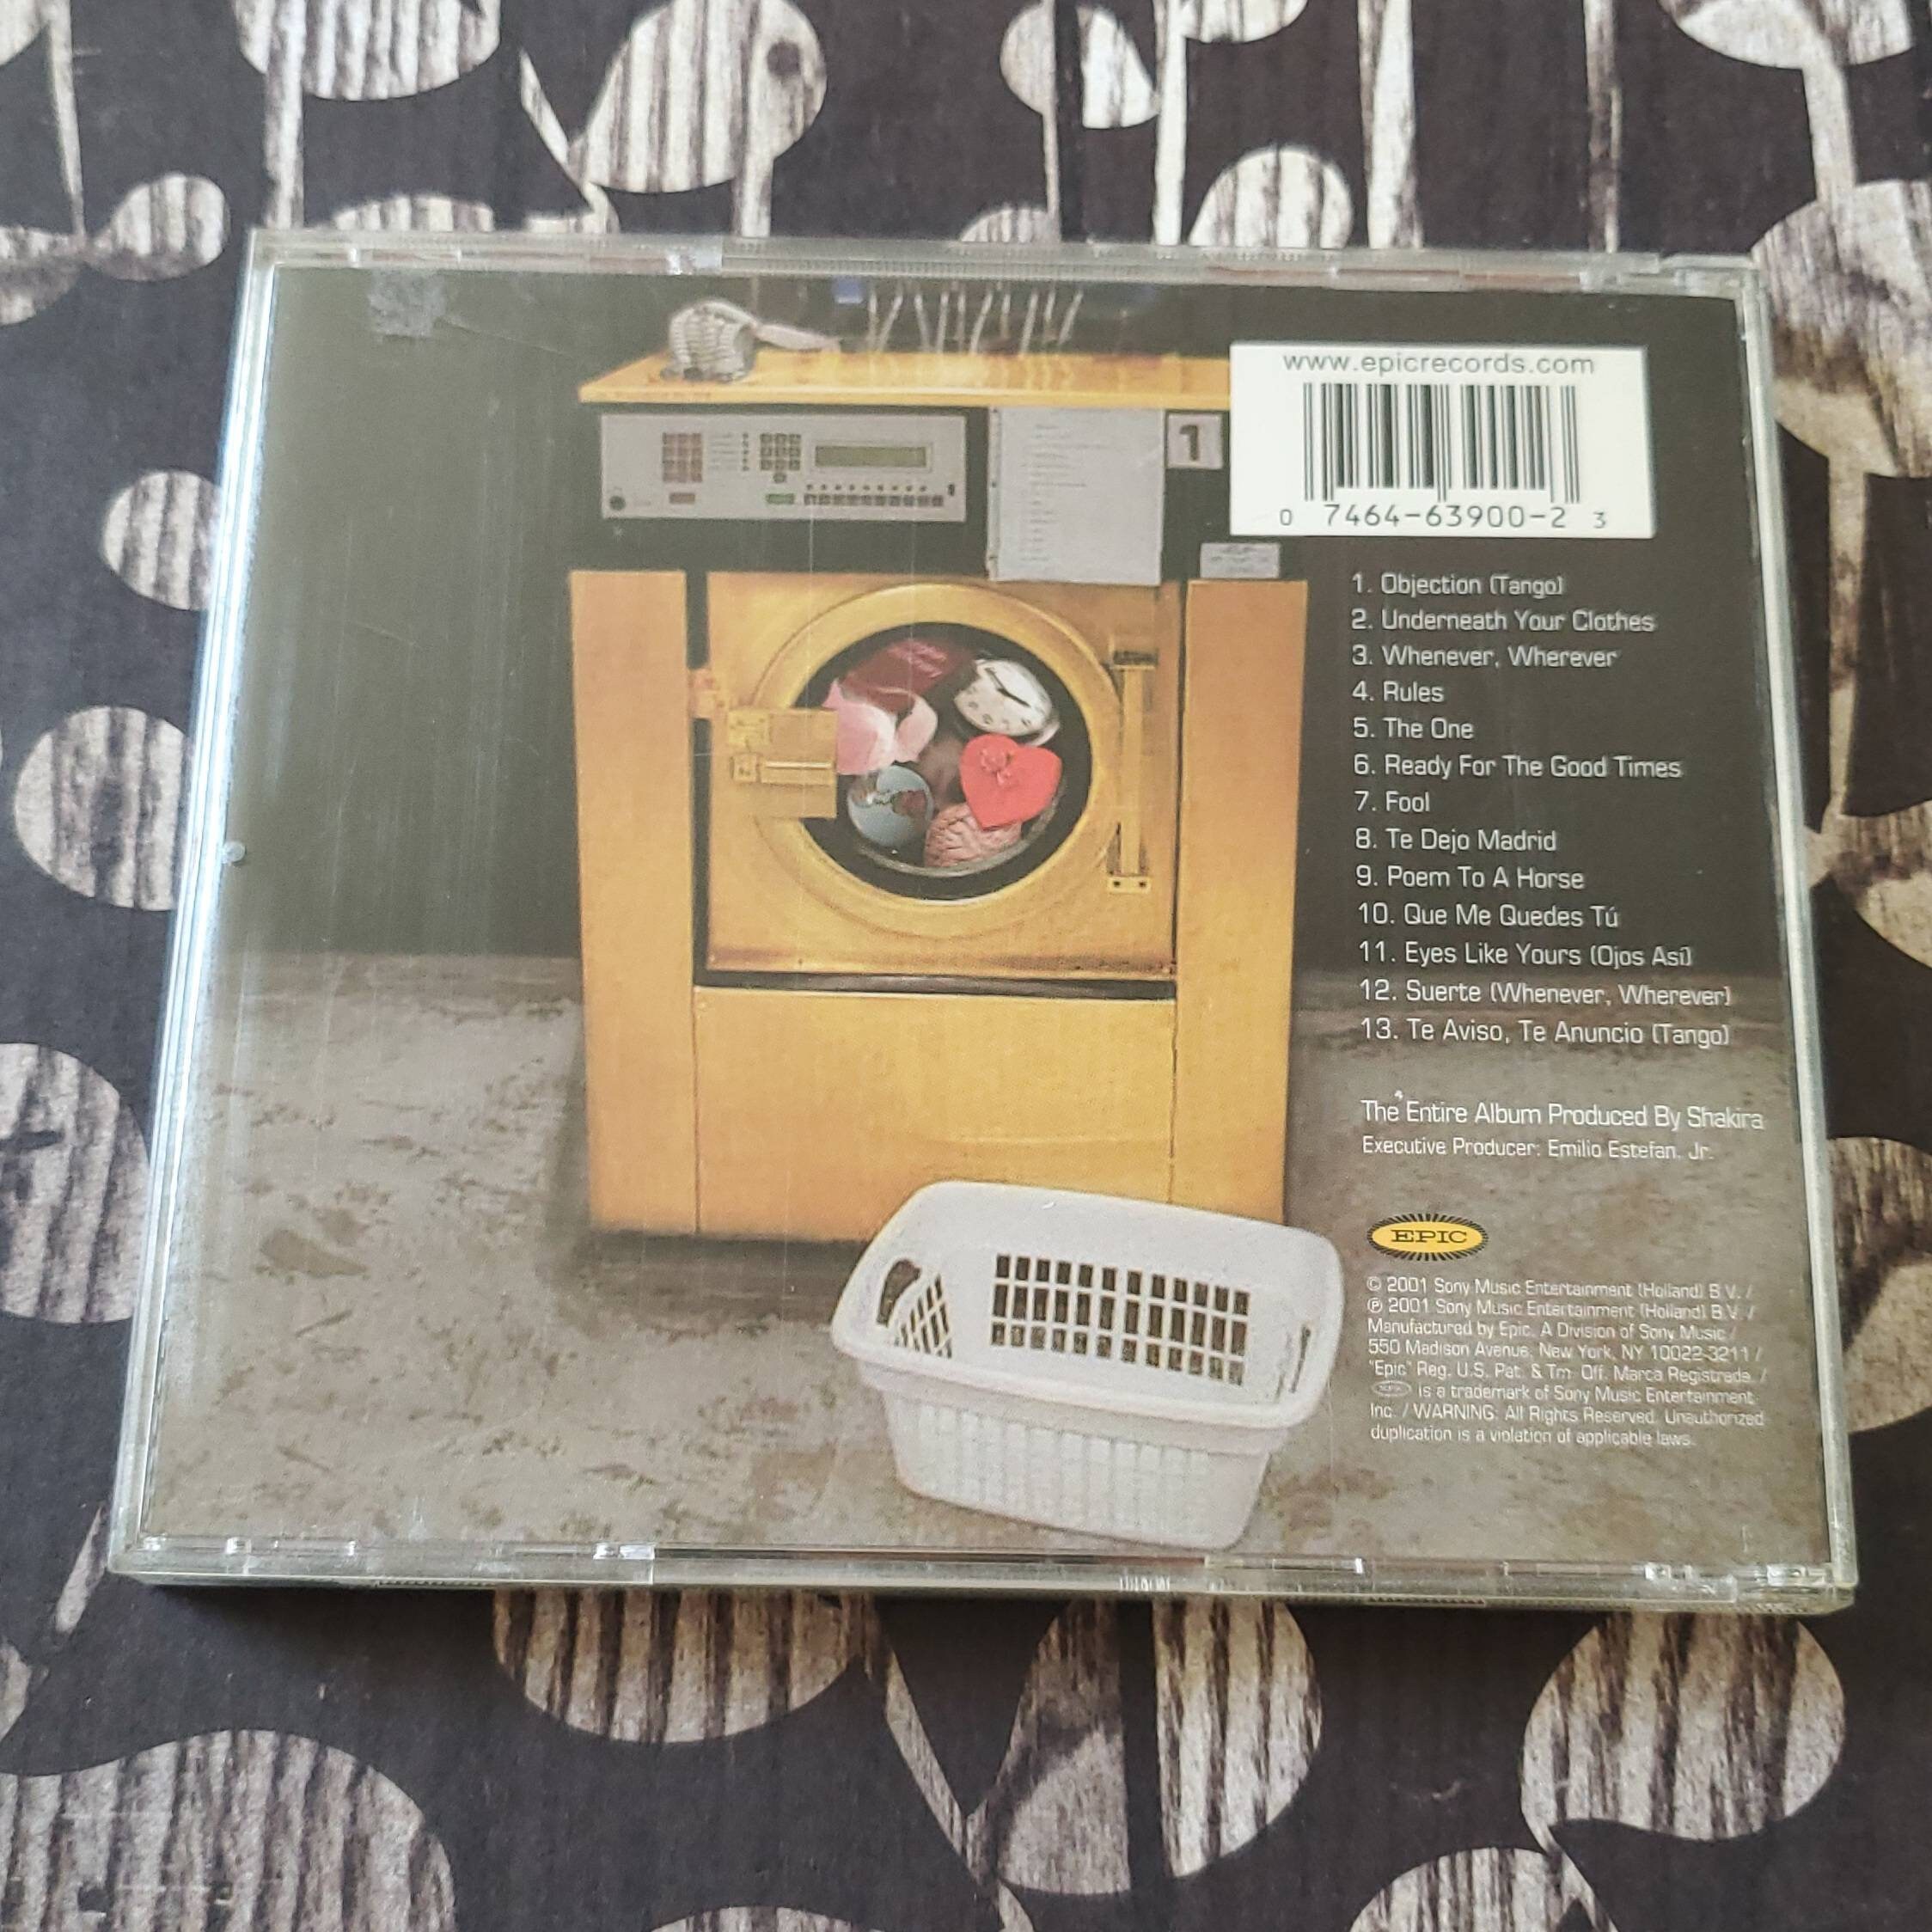 www.epicrecords.com
0 7464-63900-2 3
1
1. Objection (Tango)
2. Underneath Your Clothes
3. Whenever, Wherever
4. Rules
5. The One
6. Ready For The Good Times
7. Fool
8. Te Dejo Madrid
9. Poem To A Horse
10. Que Me Quedes Tú
11. Eyes Like Yours (Ojos Así)
12. Suerte (Whenever, Wherever)
13. Te Aviso, Te Anuncio (Tango)
The Entire Album Produced By Shakira
Executive Producer: Emilio Estefan, Jr.
EPIC
© 2001 Sony Music Entertainment (Holland) B.V. /
℗ 2001 Sony Music Entertainment (Holland) B.V. /
Manufactured by Epic, A Division of Sony Music /
550 Madison Avenue, New York, NY 10022-3211 /
"Epic" Reg. U.S. Pat. & Tm. Off. Marca Registrada. /
is a trademark of Sony Music Entertainment
Inc. / WARNING: All Rights Reserved. Unauthorized
duplication is a violation of applicable laws.